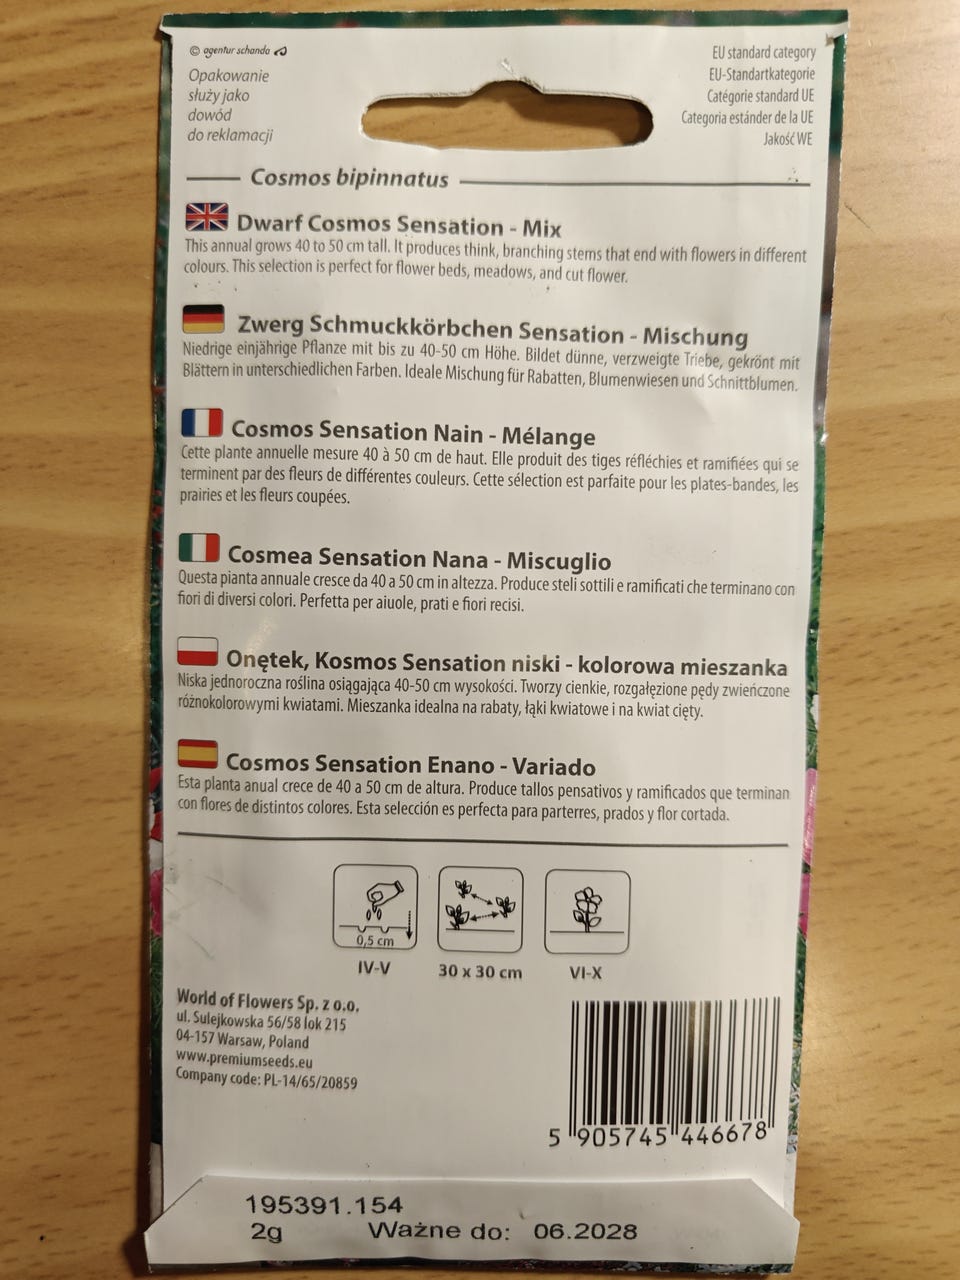 © agentur schanda
Opakowanie
służy jako
dowód
do reklamacji
EU standard category
EU-Standartkategorie
Catégorie standard UE
Categoria estánder de la UE
Jakość WE
Cosmos bipinnatus
Dwarf Cosmos Sensation - Mix
This annual grows 40 to 50 cm tall. It produces think, branching stems that end with flowers in different
colours. This selection is perfect for flower beds, meadows, and cut flower.
Zwerg Schmuckkörbchen Sensation - Mischung
Niedrige einjährige Pflanze mit bis zu 40-50 cm Höhe. Bildet dünne, verzweigte Triebe, gekrönt mit
Blättern in unterschiedlichen Farben. Ideale Mischung für Rabatten, Blumenwiesen und Schnittblumen.
Cosmos Sensation Nain - Mélange
Cette plante annuelle mesure 40 à 50 cm de haut. Elle produit des tiges réfléchies et ramifiées qui se
terminent par des fleurs de différentes couleurs. Cette sélection est parfaite pour les plates-bandes, les
prairies et les fleurs coupées.
Cosmea Sensation Nana - Miscuglio
Questa pianta annuale cresce da 40 a 50 cm in altezza. Produce steli sottili e ramificati che terminano con
fiori di diversi colori. Perfetta per aiuole, prati e fiori recisi.
Onętek, Kosmos Sensation niski - kolorowa mieszanka
Niska jednoroczna roślina osiągająca 40-50 cm wysokości. Tworzy cienkie, rozgałęzione pędy zwieńczone
różnokolorowymi kwiatami. Mieszanka idealna na rabaty, łąki kwiatowe i na kwiat cięty.
Cosmos Sensation Enano - Variado
Esta planta anual crece de 40 a 50 cm de altura. Produce tallos pensativos y ramificados que terminan
con flores de distintos colores. Esta selección es perfecta para parterres, prados y flor cortada.
0,5 cm
IV-V
30 x 30 cm
VI-X
World of Flowers Sp. z o.o.
ul. Sulejkowska 56/58 lok 215
04-157 Warsaw, Poland
www.premiumseeds.eu
Company code: PL-14/65/20859
5 905745 446678
195391.154
2g Ważne do: 06.2028